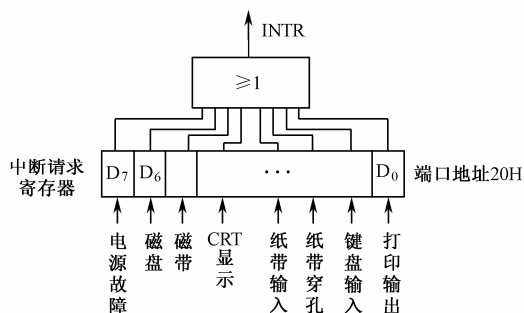 INTR
≥1
中断请求
寄存器
D7
D6
···
D0
端口地址20H
电源故障
磁盘
磁带
CRT
显示
纸带输入
纸带穿孔
键盘输入
打印输出